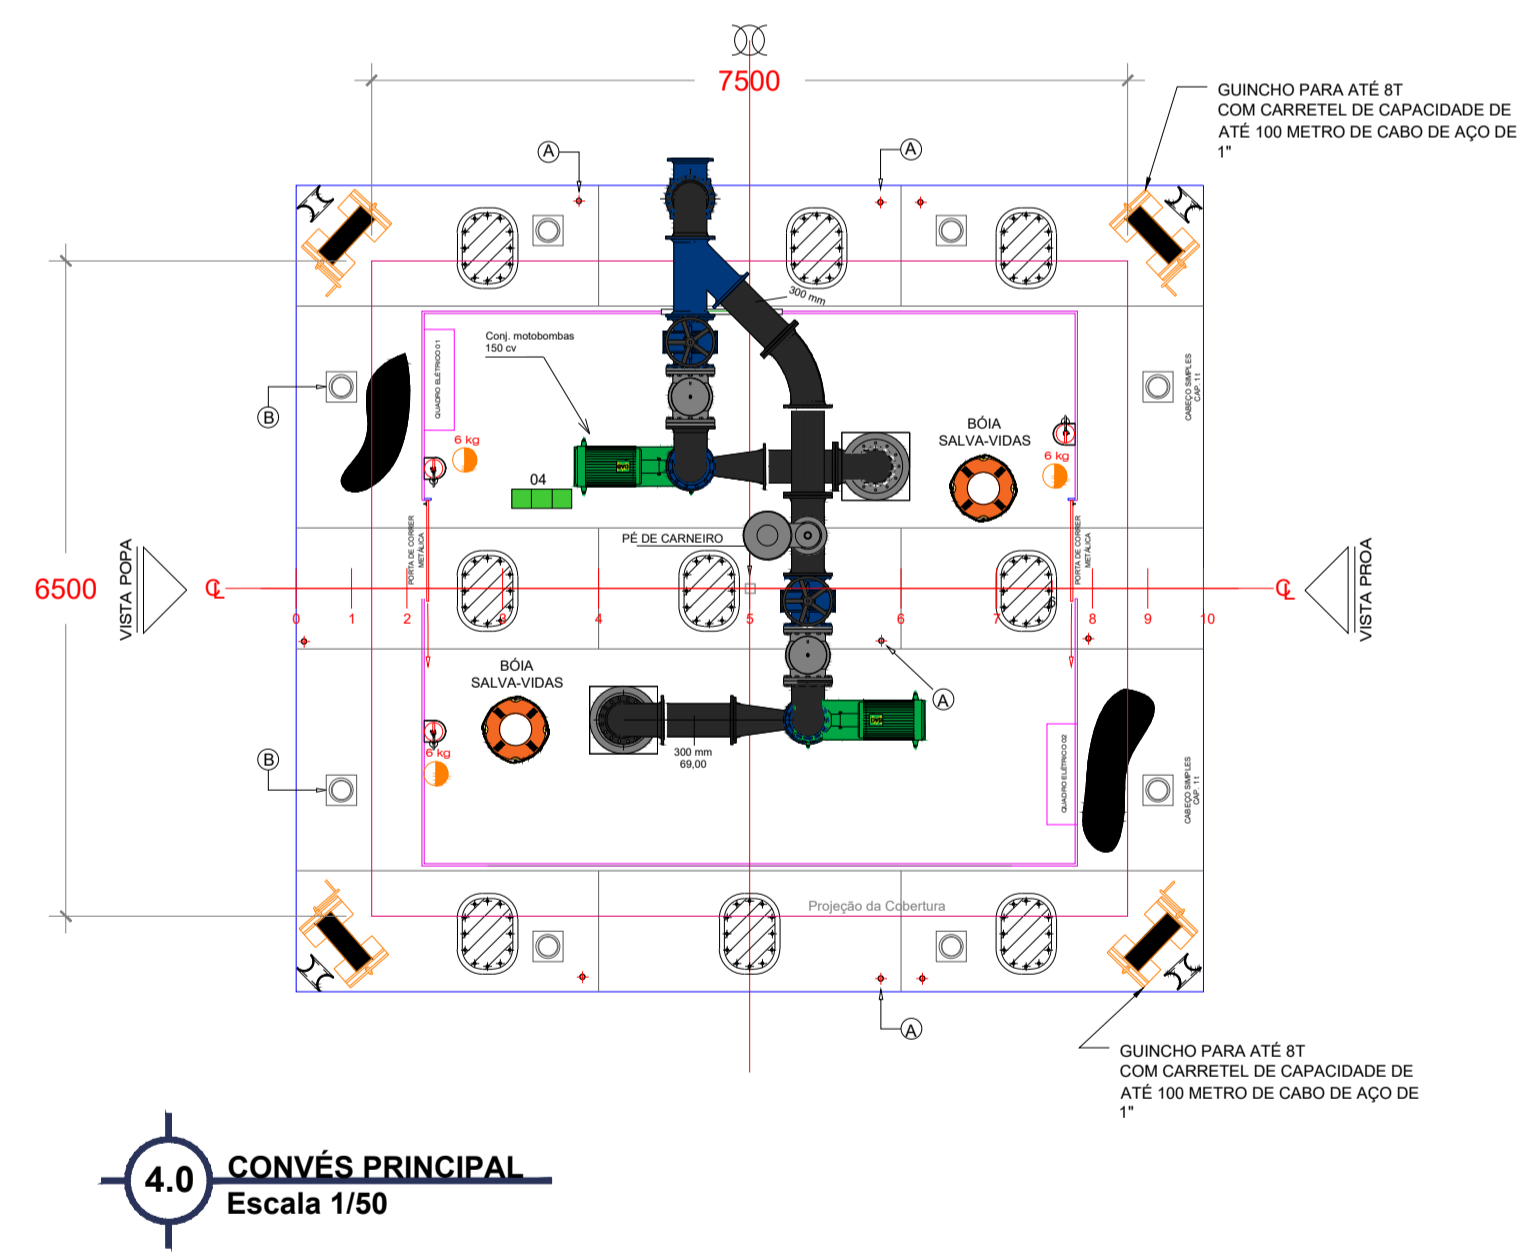 7500
GUINCHO PARA ATÉ 8T
COM CARRETEL DE CAPACIDADE DE
ATÉ 100 METRO DE CABO DE AÇO DE
1"
A
A
300 mm
Conj. motobombas
150 cv
QUADRO ELÉTRICO 01
CABEÇO SIMPLES
CAP. 1 t
B
6 kg
BÓIA
SALVA-VIDAS
6 kg
04
PÉ DE CARNEIRO
PORTA DE CORRER
METÁLICA
PORTA DE CORRER
METÁLICA
6500
VISTA POPA
VISTA PROA
0 1 2 3 4 5 6 7 8 9 10
BÓIA
SALVA-VIDAS
A
B
6 kg
300 mm
69,00
QUADRO ELÉTRICO 02
CABEÇO SIMPLES
CAP. 1 t
Projeção da Cobertura
A
GUINCHO PARA ATÉ 8T
COM CARRETEL DE CAPACIDADE DE
ATÉ 100 METRO DE CABO DE AÇO DE
1"
4.0
CONVÉS PRINCIPAL
Escala 1/50